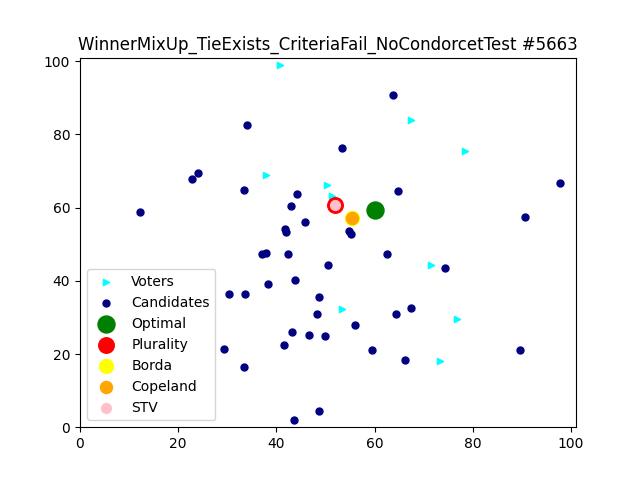 WinnerMixUp_TieExists_CriteriaFail_NoCondorcetTest #5663
100
80
60
40
20
0
Voters
Candidates
Optimal
Plurality
Borda
Copeland
STV
0 20 40 60 80 100